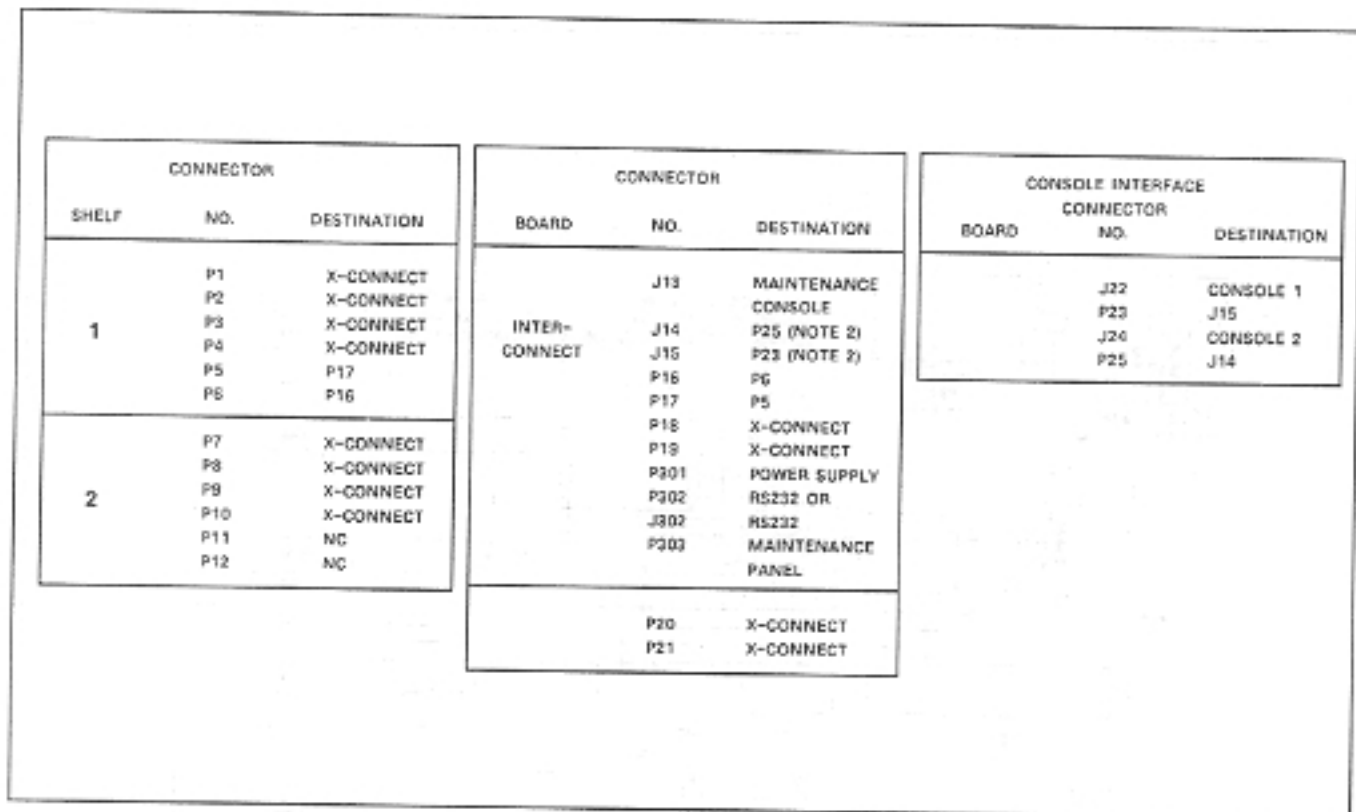 CONNECTOR
SHELF NO. DESTINATION
P1 X-CONNECT
P2 X-CONNECT
1 P3 X-CONNECT
P4 X-CONNECT
P5 P17
P6 P16
P7 X-CONNECT
P8 X-CONNECT
2 P9 X-CONNECT
P10 X-CONNECT
P11 NC
P12 NC
CONNECTOR
BOARD NO. DESTINATION
J13 MAINTENANCE
CONSOLE
INTER- J14 P25 (NOTE 2)
CONNECT J15 P23 (NOTE 2)
P16 P6
P17 P5
P18 X-CONNECT
P19 X-CONNECT
P301 POWER SUPPLY
P302 RS232 OR
J302 RS232
P303 MAINTENANCE
PANEL
P20 X-CONNECT
P21 X-CONNECT
CONSOLE INTERFACE
CONNECTOR
BOARD NO. DESTINATION
J22 CONSOLE 1
P23 J15
J24 CONSOLE 2
P25 J14